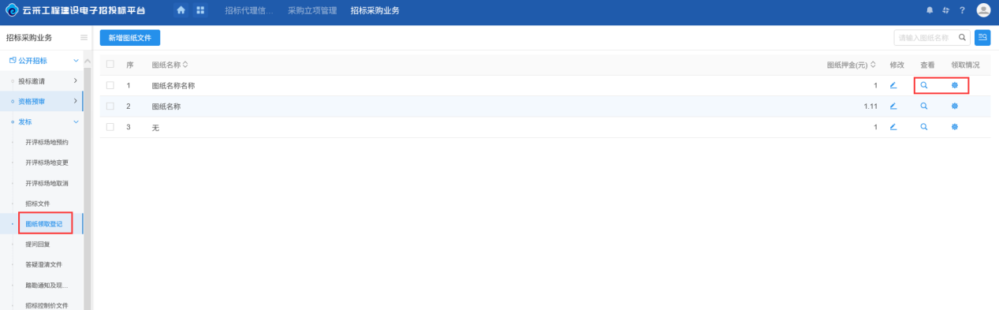 云采工程建设电子招投标平台 招标代理信... 采购立项管理 招标采购业务 ?
招标采购业务
新增图纸文件 请输入图纸名称
公开招标
投标邀请
资格预审
发标
开评标场地预约
开评标场地变更
开评标场地取消
招标文件
图纸领取登记
提问回复
答疑澄清文件
踏勘通知及现...
招标控制价文件
序 图纸名称 图纸押金(元) 修改 查看 领取情况
1 图纸名称名称 1
2 图纸名称 1.11
3 无 1